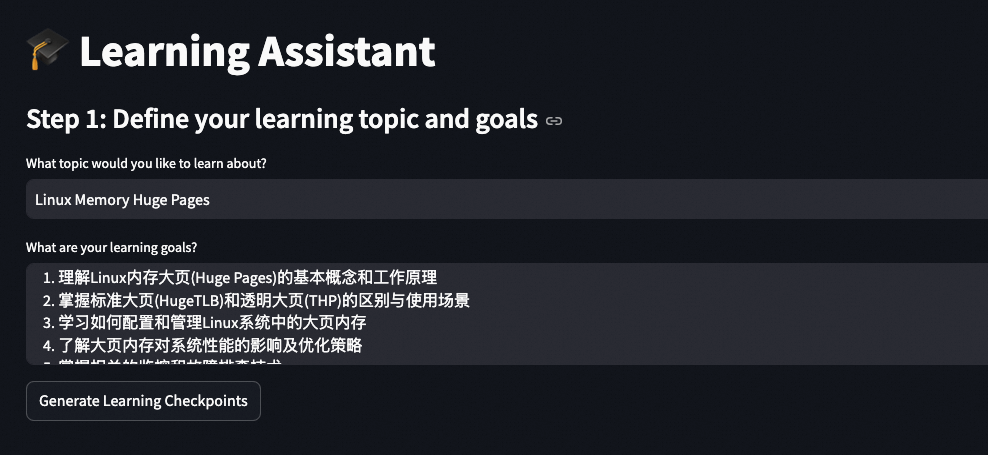 🎓 Learning Assistant
Step 1: Define your learning topic and goals
What topic would you like to learn about?
Linux Memory Huge Pages
What are your learning goals?
1. 理解Linux内存大页(Huge Pages)的基本概念和工作原理
2. 掌握标准大页(HugeTLB)和透明大页(THP)的区别与使用场景
3. 学习如何配置和管理Linux系统中的大页内存
4. 了解大页内存对系统性能的影响及优化策略
Generate Learning Checkpoints